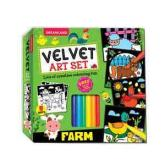 DREAMLAND
VELVET
ART SET
Lots of creative colouring fun
FARM